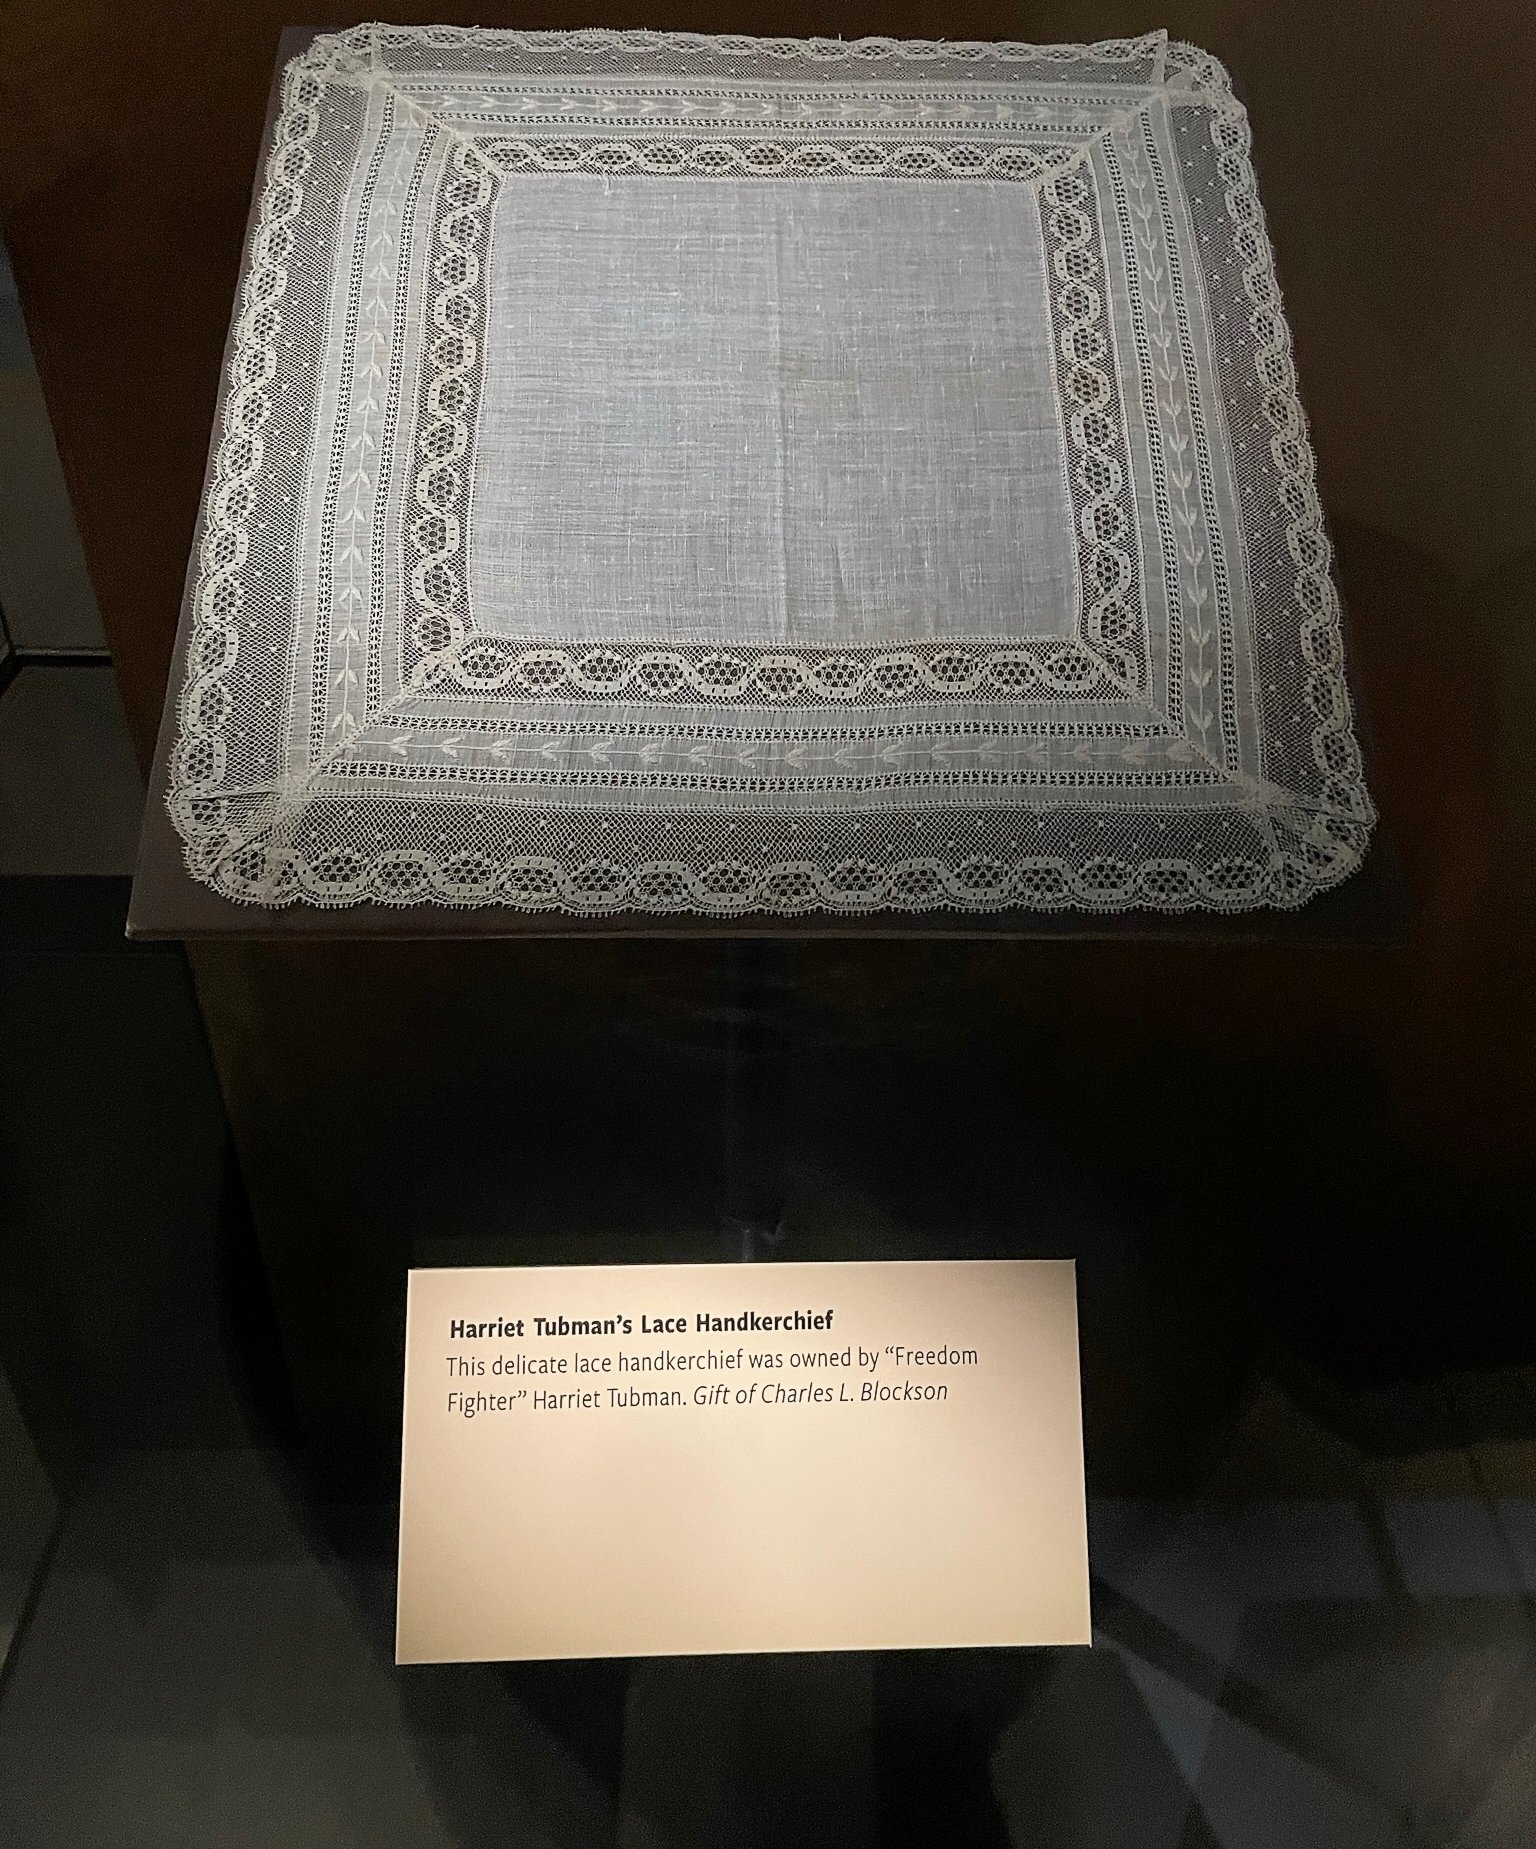 Harriet Tubman’s Lace Handkerchief
This delicate lace handkerchief was owned by “Freedom
Fighter” Harriet Tubman. Gift of Charles L. Blockson